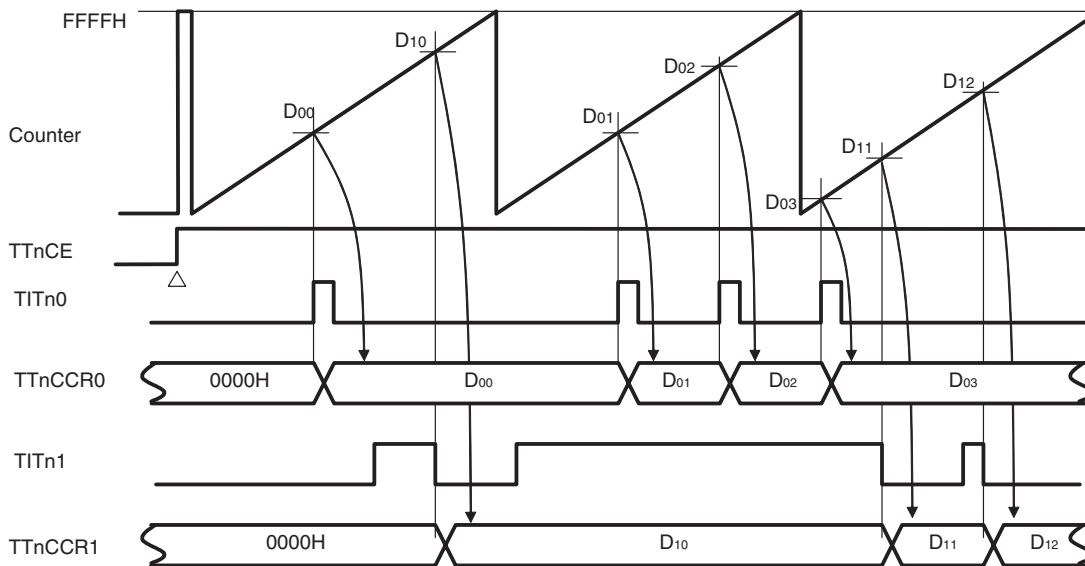 FFFFH
D10
D02
D12
D00
D01
D11
Counter
D03
TTnCE
TITn0
TTnCCR0 0000H D00 D01 D02 D03
TITn1
TTnCCR1 0000H D10 D11 D12